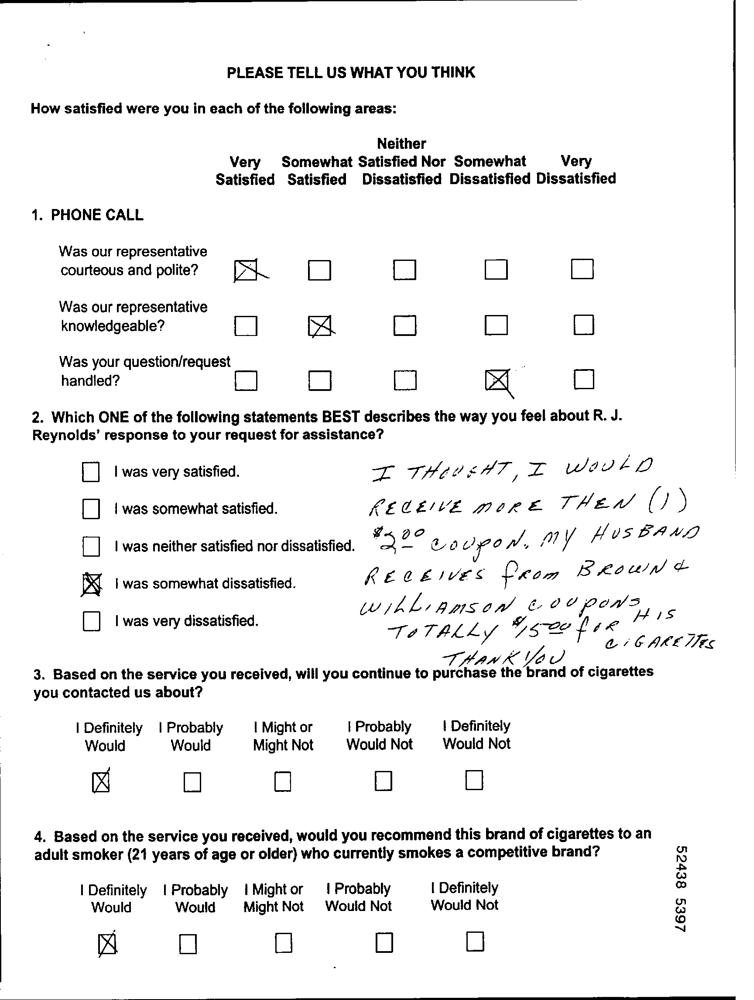 PLEASE TELL US WHAT YOU THINK
How satisfied were you in each of the following areas:
Neither
Very Somewhat Satisfied Nor Somewhat Very
Satisfied Satisfied Dissatisfied Dissatisfied Dissatisfied
1. PHONE CALL
Was our representative
courteous and polite?
Was our representative
knowledgeable?
Was your question/request
handled?
2. Which ONE of the following statements BEST describes the way you feel about R. J.
Reynolds' response to your request for assistance?
I was very satisfied.
I was somewhat satisfied.
I was neither satisfied nor dissatisfied.
I was somewhat dissatisfied.
I was very dissatisfied.
I THOUGHT, I WOULD
RECEIVE MORE THEN (1)
$2.00 COUPON. MY HUSBAND
RECEIVES from BROWN &
WILLIAMSON COUPONS
TOTALLY $15.00 for HIS
CIGARETTES
THANK YOU
3. Based on the service you received, will you continue to purchase the brand of cigarettes
you contacted us about?
I Definitely I Probably I Might or I Probably I Definitely
Would Would Might Not Would Not Would Not
4. Based on the service you received, would you recommend this brand of cigarettes to an
adult smoker (21 years of age or older) who currently smokes a competitive brand?
I Definitely I Probably I Might or I Probably I Definitely
Would Would Might Not Would Not Would Not
52438 5397